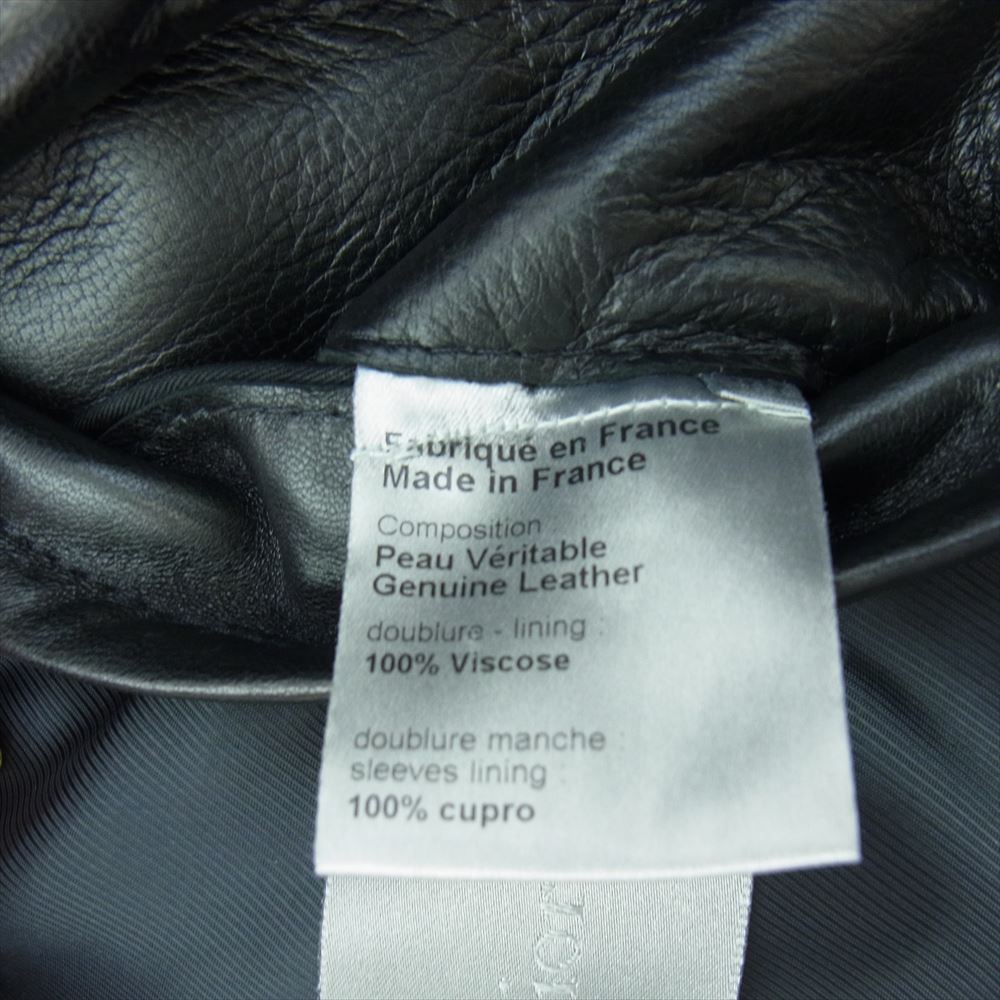 Fabriqué en France
Made in France
Composition :
Peau Véritable
Genuine Leather
doublure - lining :
100% Viscose
doublure manche :
sleeves lining :
100% cupro